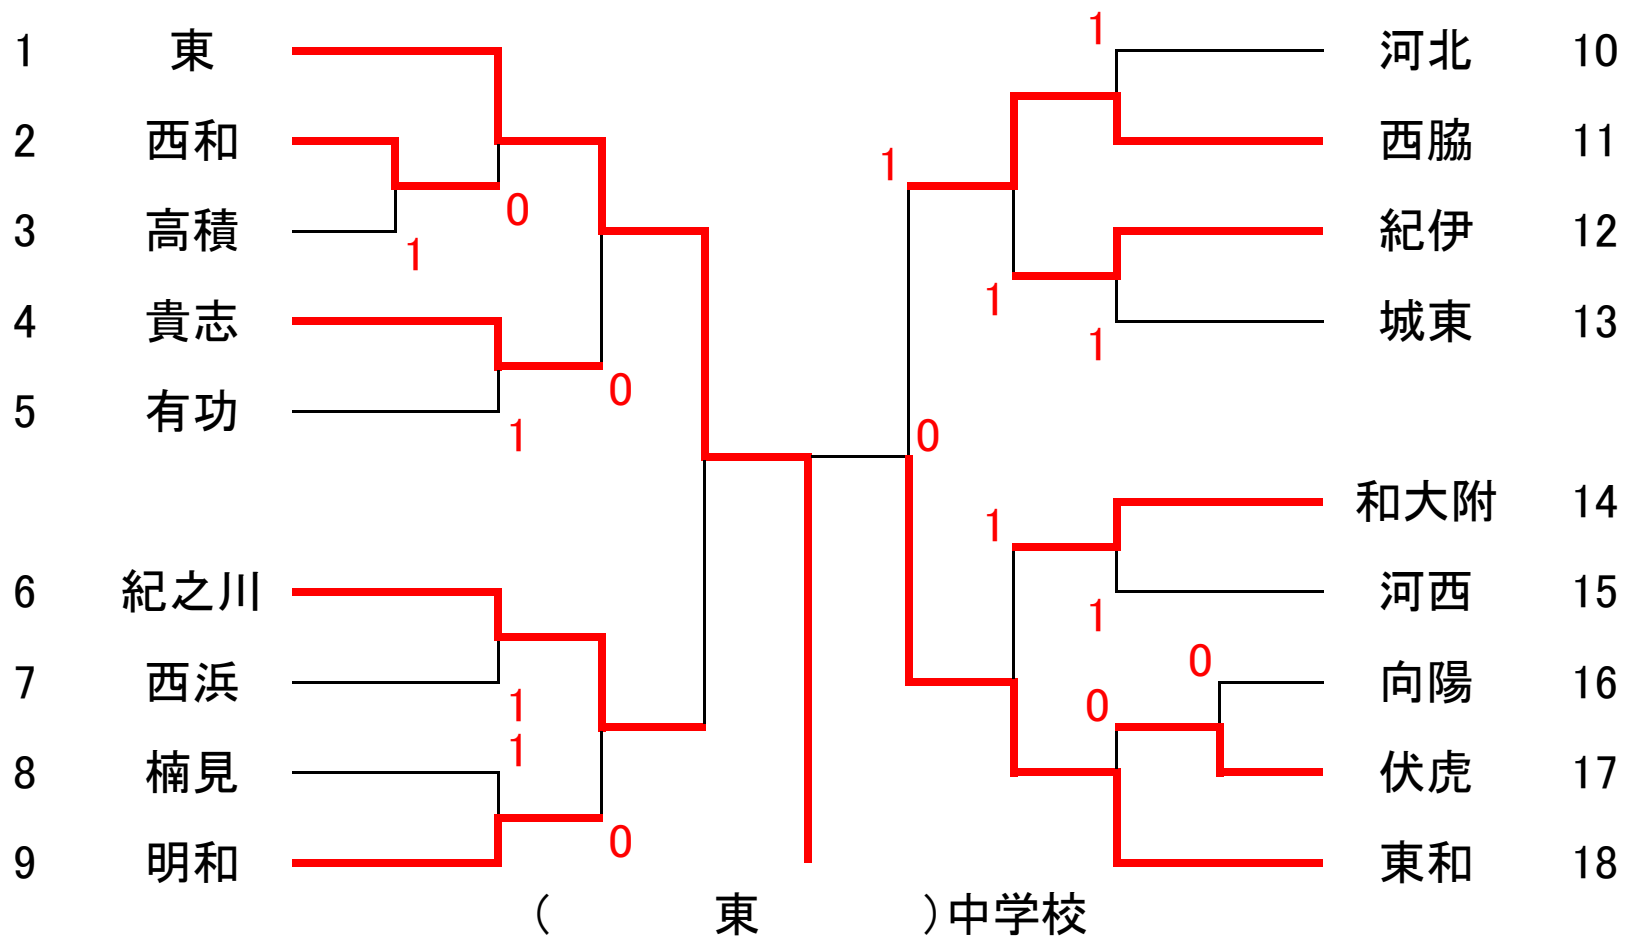 1 東 1 河北 10
2 西和 1 西脇 11
3 高積 0 1 紀伊 12
4 貴志 1 1 城東 13
5 有功 0 1 0
1 和大附 14
6 紀之川 1 河西 15
7 西浜 1 0 0 向陽 16
8 楠見 1 伏虎 17
9 明和 0 東和 18
( 東 )中学校